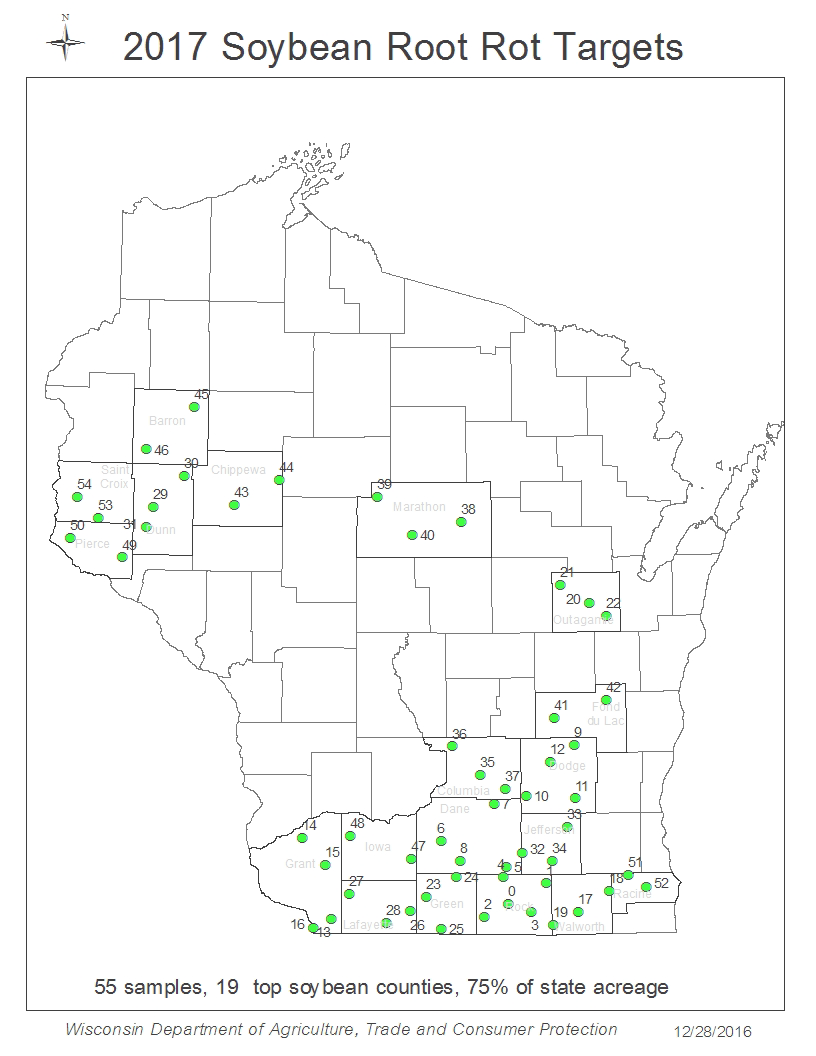 N
2017 Soybean Root Rot Targets
45
Barron
46
30
Saint
Croix
Chippewa
44
54
29
43
39
53
Marathon
38
50
31
Dunn
40
Pierce
49
21
20
22
Outagamie
42
41
Fond
du Lac
36
9
12
Dodge
35
37
11
Columbia
10
Dane
7
14
48
6
33
Jefferson
Iowa
47
8
32
34
15
Grant
4
5
1
51
24
18
52
27
23
0
Racine
Green
2
Rock
17
28
19
16
13
Lafayette
26
25
3
Walworth
55 samples, 19 top soybean counties, 75% of state acreage
Wisconsin Department of Agriculture, Trade and Consumer Protection
12/28/2016